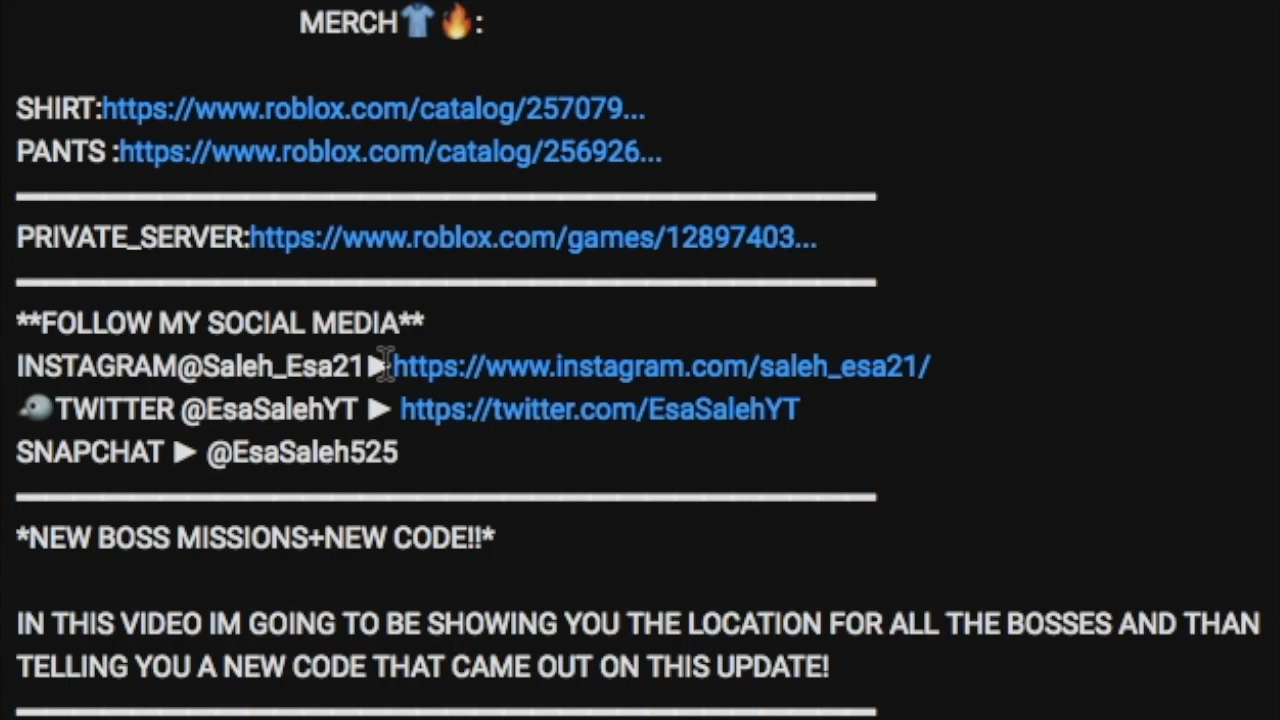 MERCH👕🔥:
SHIRT:https://www.roblox.com/catalog/257079...
PANTS :https://www.roblox.com/catalog/256926...
PRIVATE_SERVER:https://www.roblox.com/games/12897403...
**FOLLOW MY SOCIAL MEDIA**
INSTAGRAM@Saleh_Esa21►https://www.instagram.com/saleh_esa21/
🐦TWITTER @EsaSalehYT ► https://twitter.com/EsaSalehYT
SNAPCHAT ► @EsaSaleh525
*NEW BOSS MISSIONS+NEW CODE!!*
IN THIS VIDEO IM GOING TO BE SHOWING YOU THE LOCATION FOR ALL THE BOSSES AND THAN
TELLING YOU A NEW CODE THAT CAME OUT ON THIS UPDATE!